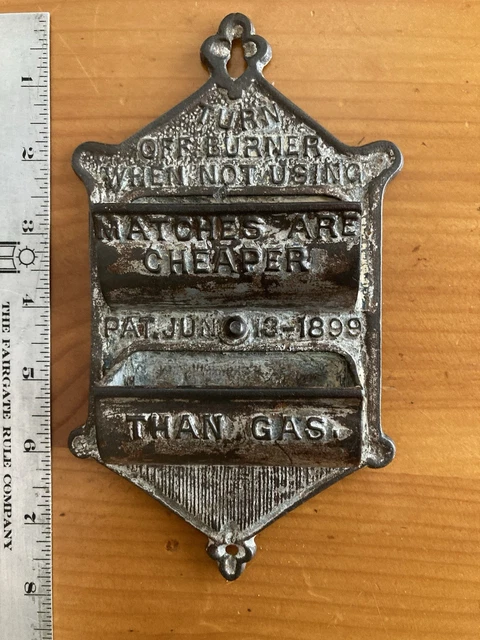 TURN
OFF BURNER
WHEN NOT USING
MATCHES ARE
CHEAPER
PAT. JUN 13-1899
THAN GAS.
1
2
3
4
5
6
7
8
THE FAIRGATE RULE COMPANY